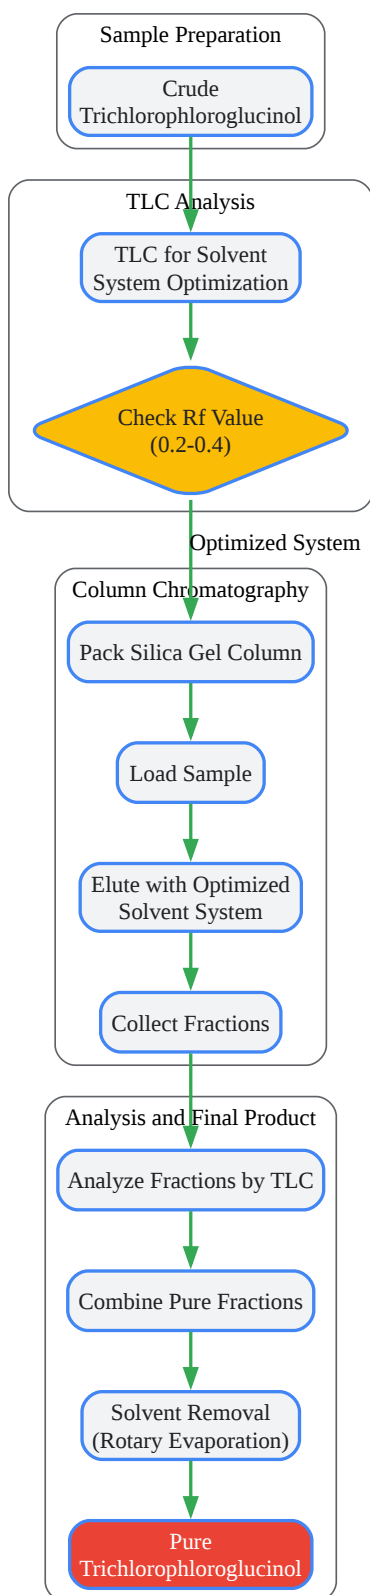 Sample Preparation
Crude
Trichlorophloroglucinol
TLC Analysis
TLC for Solvent
System Optimization
Check Rf Value
(0.2-0.4)
Optimized System
Column Chromatography
Pack Silica Gel Column
Load Sample
Elute with Optimized
Solvent System
Collect Fractions
Analysis and Final Product
Analyze Fractions by TLC
Combine Pure Fractions
Solvent Removal
(Rotary Evaporation)
Pure
Trichlorophloroglucinol